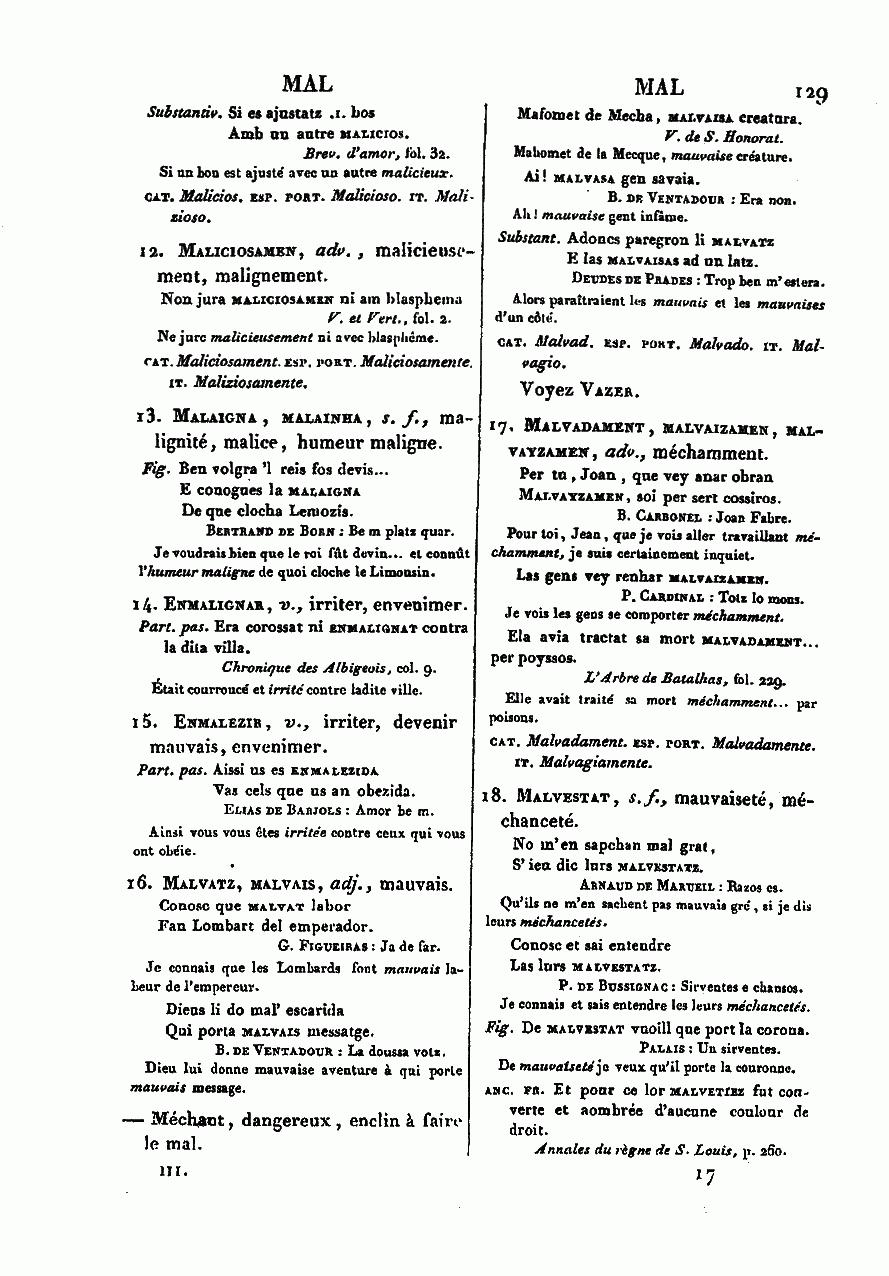 MAL
MAL
129
Substantiv. Si es ajustatz .I. bos
Amb un autre MALICIOS.
Brev. d'amor, fol. 32.
Si un bon est ajusté avec un autre malicieux.
CAT. Malicios. ESP. PORT. Malicioso. IT. Mali-
zioso.
12. MALICIOSAMEN, adv., malicieuse-
ment, malignement.
Non jura MALICIOSAMEN ni am blasphema
V. et Vert., fol. 2.
Ne jure malicieusement ni avec blasphême.
CAT. Maliciosament. ESP. PORT. Maliciosamente.
IT. Maliziosamente.
13. MALAIGNA, MALAINHA, s. f., ma-
lignité, malice, humeur maligne.
Fig. Ben volgra 'l reis fos devis...
E conogues la MALAIGNA
De que clocha Lemozis.
BERTRAND DE BORN : Be m platz quar.
Je voudrais bien que le roi fût devin... et connût
l'humeur maligne de quoi cloche le Limousin.
14. ENMALIGNAR, v., irriter, envenimer.
Part. pas. Era corossat ni ENMALIGNAT contra
la dita villa.
Chronique des Albigeois, col. 9.
Était courroucé et irrité contre ladite ville.
15. ENMALEZIR, v., irriter, devenir
mauvais, envenimer.
Part. pas. Aissi us es ENMALEZIDA
Vas cels que us an obezida.
ELIAS DE BARJOLS : Amor be m.
Ainsi vous vous êtes irritée contre ceux qui vous
ont obéie.
16. MALVATZ, MALVAIS, adj., mauvais.
Conosc que MALVAT labor
Fan Lombart del emperador.
G. FIGUEIRAS : Ja de far.
Je connais que les Lombards font mauvais la-
beur de l'empereur.
Dieus li do mal' escarida
Qui porta MALVAIS messatge.
B. DE VENTADOUR : La doussa votz.
Dieu lui donne mauvaise aventure à qui porte
mauvais message.
— Méchant, dangereux, enclin à faire
le mal.
III.
Mafomet de Mecha, MALVAISA creatura.
V. de S. Honorat.
Mahomet de la Mecque, mauvaise créature.
Ai! MALVASA gen savaia.
B. DE VENTADOUR : Era non.
Ah! mauvaise gent infâme.
Substant. Adoncs paregron li MALVATZ
E las MALVAISAS ad un latz.
DEUDES DE PRADES : Trop ben m'estera.
Alors paraîtraient les mauvais et les mauvaises
d'un côté.
CAT. Malvad. ESP. PORT. Malvado. IT. Mal-
vagio.
Voyez VAZER.
17. MALVADAMENT, MALVAIZAMEN, MAL-
VAYZAMEN, adv., méchamment.
Per tu, Joan, que vey anar obran
MALVAYZAMEN, soi per sert cossiros.
B. CARBONEL : Joan Fabre.
Pour toi, Jean, que je vois aller travaillant mé-
chamment, je suis certainement inquiet.
Las gens vey renhar MALVAIZAMEN.
P. CARDINAL : Totz lo mons.
Je vois les gens se comporter méchamment.
Ela avia tractat sa mort MALVADAMENT...
per poyssos.
L'Arbre de Batalhas, fol. 229.
Elle avait traité sa mort méchamment... par
poisons.
CAT. Malvadament. ESP. PORT. Malvadamente.
IT. Malvagiamente.
18. MALVESTAT, s. f., mauvaiseté, mé-
chanceté.
No m'en sapchan mal grat,
S'ieu dic lurs MALVESTATZ.
ARNAUD DE MARUEIL : Razos es.
Qu'ils ne m'en sachent pas mauvais gré, si je dis
leurs méchancetés.
Conosc et sai entendre
Las lurs MALVESTATZ.
P. DE BUSSIGNAC : Sirventes e chansos.
Je connais et sais entendre les leurs méchancetés.
Fig. De MALVESTAT vuoill que port la corona.
PALAIS : Un sirventes.
De mauvaiseté je veux qu'il porte la couronne.
ANC. FR. Et pour ce lor MALVETIEZ fut cou-
verte et aombrée d'aucune coulour de
droit.
Annales du règne de S. Louis, p. 260.
17